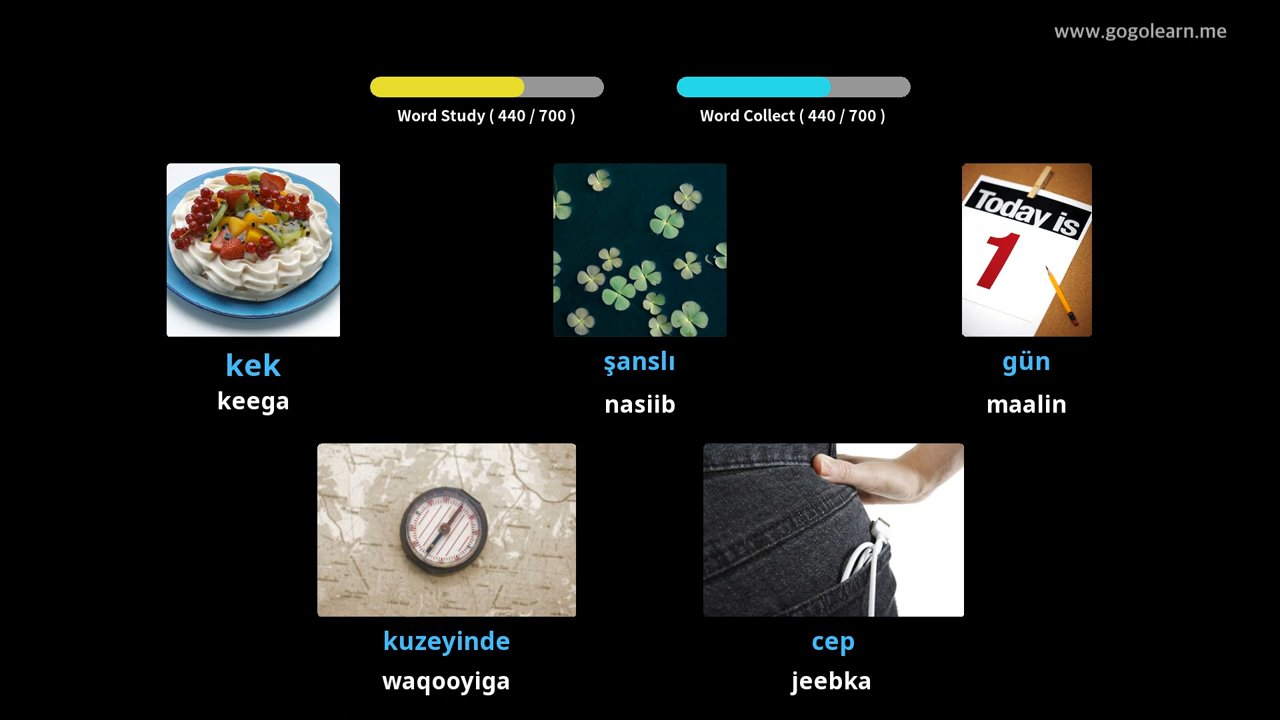 www.gogolearn.me
Word Study ( 440 / 700 )
Word Collect ( 440 / 700 )
Today is
1
kek
keega
şanslı
nasiib
gün
maalin
kuzeyinde
waqooyiga
cep
jeebka